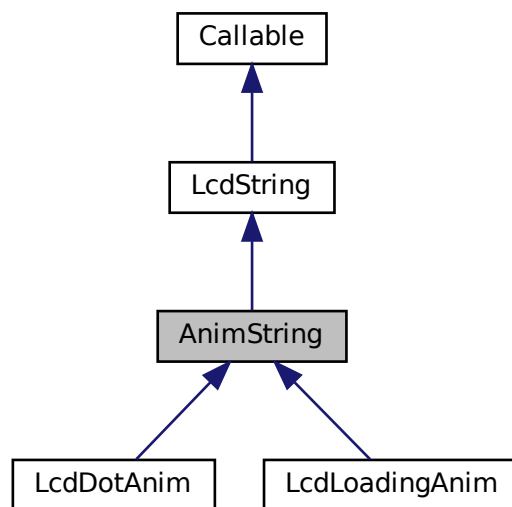 Callable
LcdString
AnimString
LcdDotAnim
LcdLoadingAnim